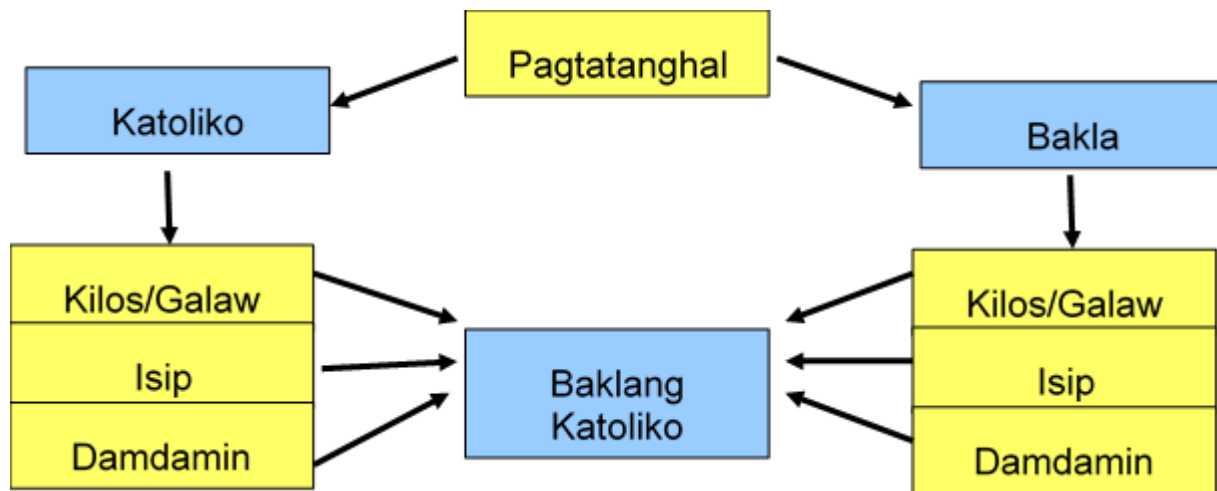 Pagtatanghal
Katoliko
Bakla
Kilos/Galaw
Isip
Damdamin
Baklang
Katoliko
Kilos/Galaw
Isip
Damdamin